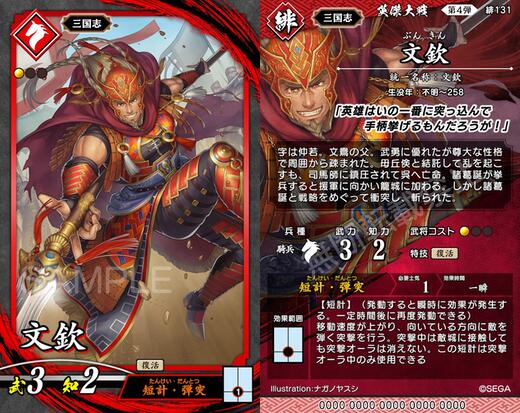 三国志
SAMPLE
文欽
復活
武3 知2
たんけい・だんとつ
短計・弾突
1
緋
三国志
英傑大戦
第4弾
緋131
ぶん きん
文欽
統一名称:文欽
生没年:不明〜258
「英雄はいの一番に突っ込んで
手柄挙げるもんだろうが!」
字は仲若。文鴦の父。武勇に優れたが尊大な性格
で周囲から疎まれた。毌丘倹と結託して乱を起こ
すも、司馬師に鎮圧されて呉へ亡命。諸葛誕が挙
兵すると援軍に向かい籠城に加わる。しかし諸葛
誕と戦略をめぐって衝突し、斬られた。
兵種 武力 知力 武将コスト
騎兵 3 2 特技 復活
たんけい・だんとつ 必要士気 効果時間
短計・弾突 1 一瞬
効果範囲
【短計】(発動すると瞬時に効果が発生す
る。一定時間後に再度発動できる)
移動速度が上がり、向いている方向に敵を
弾く突撃を行う。突撃中は敵城に接触して
も突撃オーラは消えない。この短計は突撃
オーラ中のみ使用できる
Illustration:ナガノヤスシ
©SEGA
0000 0000 0000 0000 0000